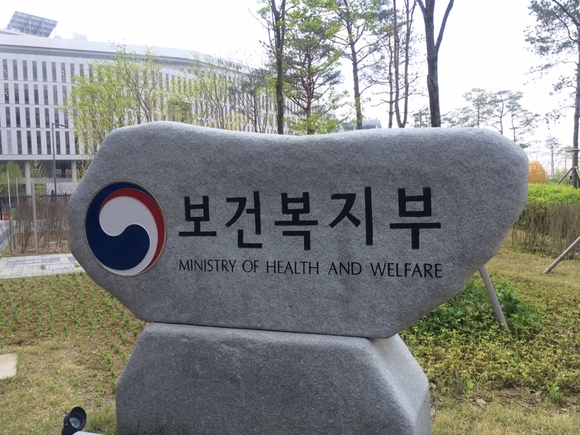 보건복지부
MINISTRY OF HEALTH AND WELFARE